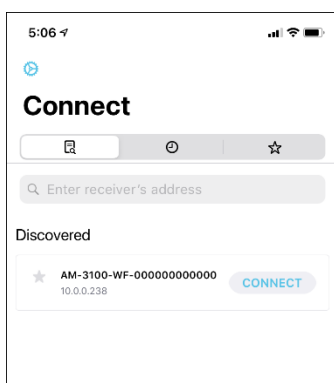 5:06
Connect
Enter receiver's address
Discovered
AM-3100-WF-000000000000
10.0.0.238
CONNECT